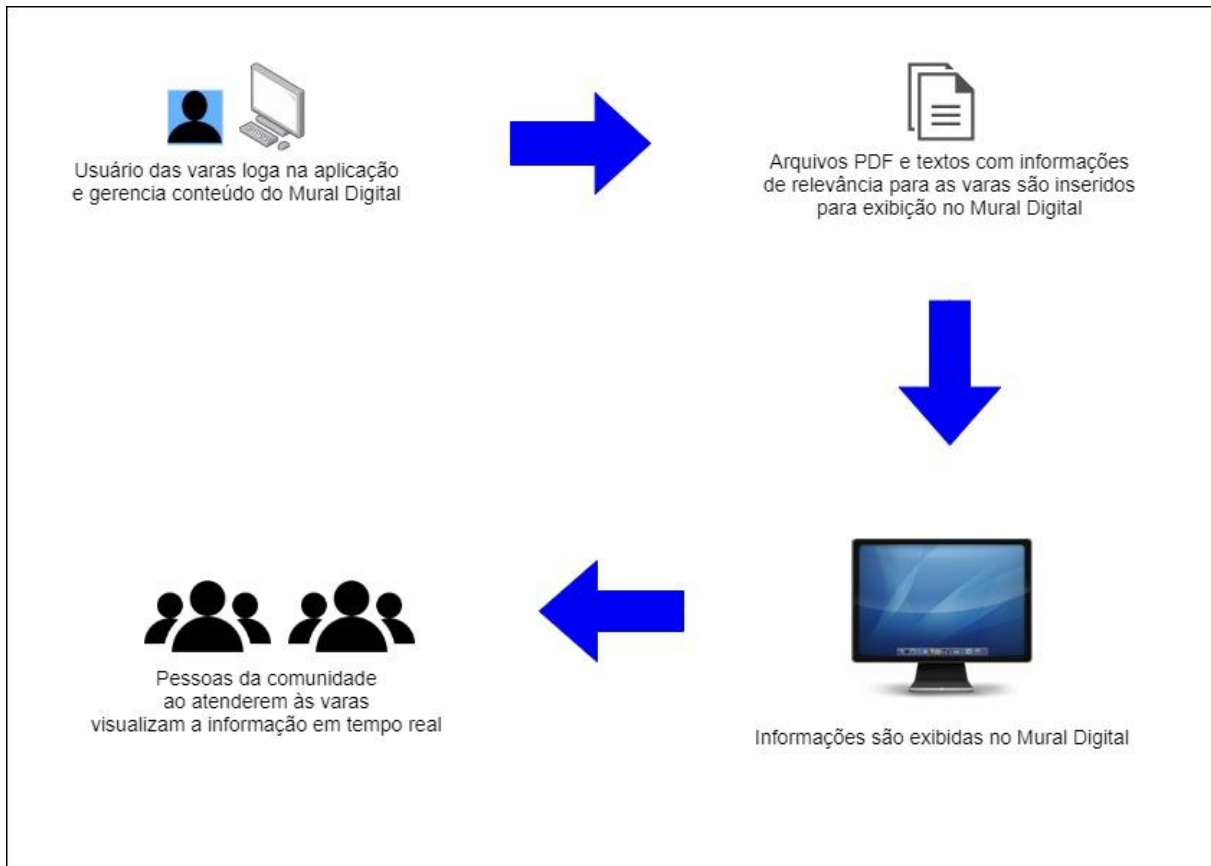 Usuário das varas loga na aplicação
e gerencia conteúdo do Mural Digital
Arquivos PDF e textos com informações
de relevância para as varas são inseridos
para exibição no Mural Digital
Informações são exibidas no Mural Digital
Pessoas da comunidade
ao atenderem às varas
visualizam a informação em tempo real